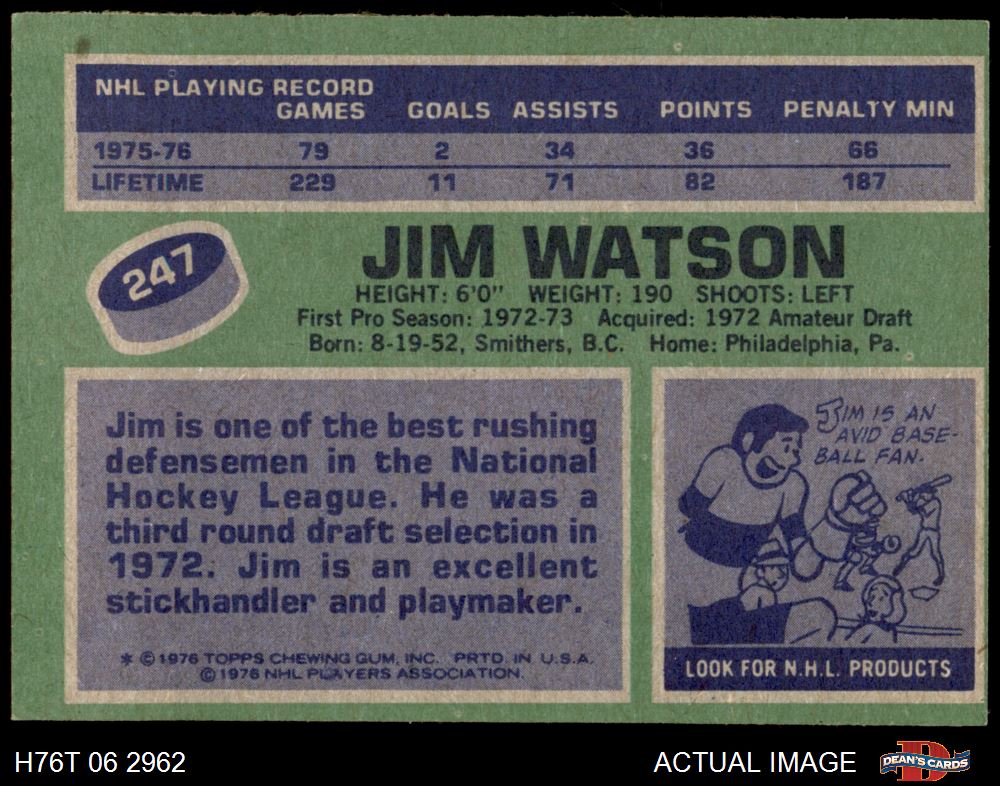 NHL PLAYING RECORD
GAMES GOALS ASSISTS POINTS PENALTY MIN
1975-76 79 2 34 36 66
LIFETIME 229 11 71 82 187
247
JIM WATSON
HEIGHT: 6'0" WEIGHT: 190 SHOOTS: LEFT
First Pro Season: 1972-73 Acquired: 1972 Amateur Draft
Born: 8-19-52, Smithers, B.C. Home: Philadelphia, Pa.
Jim is one of the best rushing
defensemen in the National
Hockey League. He was a
third round draft selection in
1972. Jim is an excellent
stickhandler and playmaker.
* © 1976 TOPPS CHEWING GUM, INC. PRTD. IN U.S.A.
© 1976 NHL PLAYERS ASSOCIATION.
JIM IS AN
AVID BASE-
BALL FAN.
LOOK FOR N.H.L. PRODUCTS
H76T 06 2962 ACTUAL IMAGE
D
DEAN'S CARDS